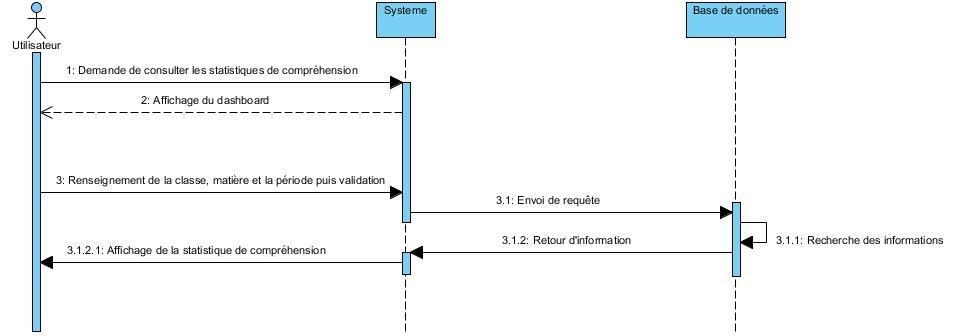 Systeme
Base de données
Utilisateur
1: Demande de consulter les statistiques de compréhension
2: Affichage du dashboard
3: Renseignement de la classe, matière et la période puis validation
3.1: Envoi de requête
3.1.1: Recherche des informations
3.1.2: Retour d'information
3.1.2.1: Affichage de la statistique de compréhension